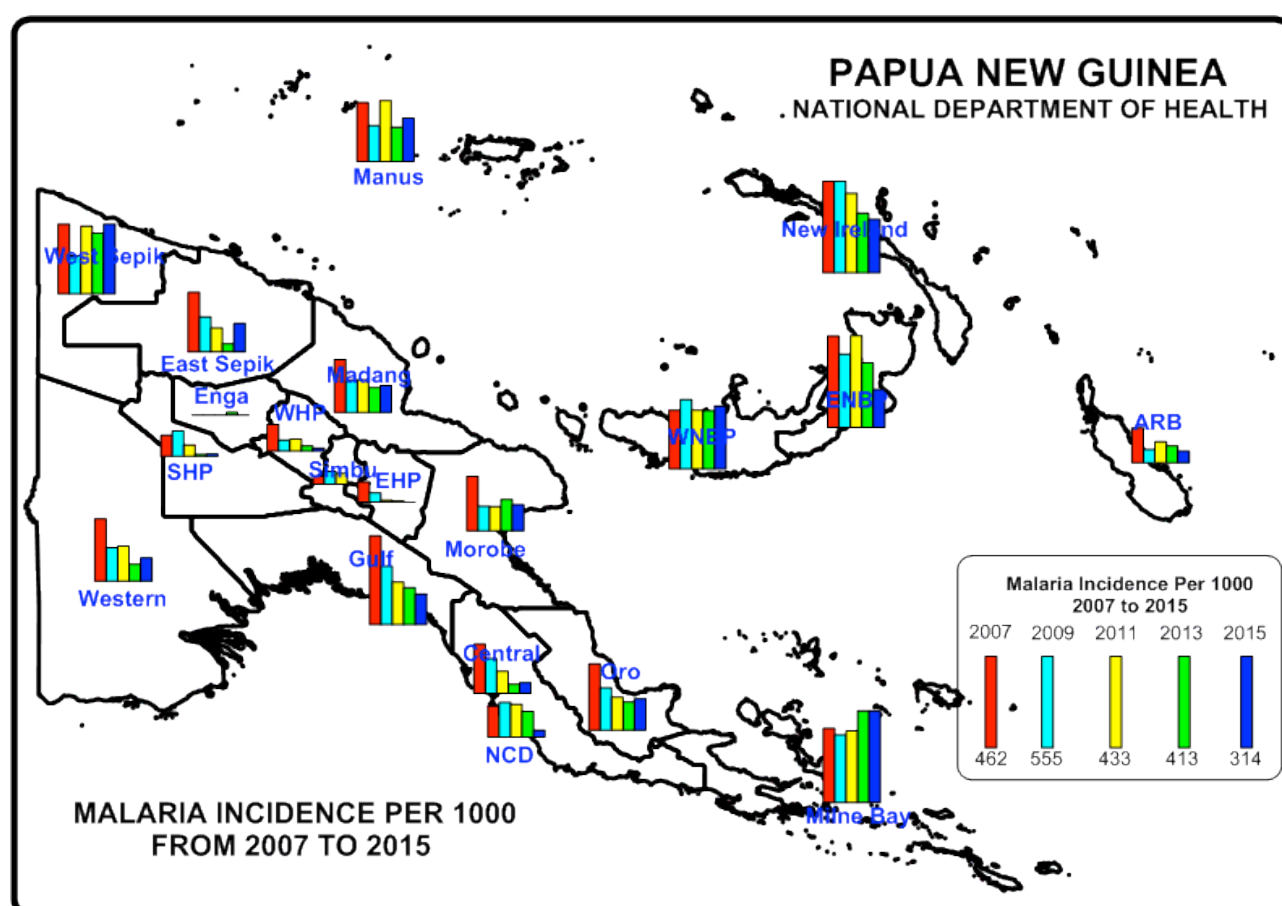 PAPUA NEW GUINEA
. NATIONAL DEPARTMENT OF HEALTH
Manus
New Ireland
West Sepik
East Sepik
Madang
Enga
WHP
ENB
WNBP
ARB
SHP
Simbu
EHP
Morobe
Gulf
Western
Central
Oro
NCD
Milne Bay
Malaria Incidence Per 1000
2007 to 2015
2007 2009 2011 2013 2015
462 555 433 413 314
MALARIA INCIDENCE PER 1000
FROM 2007 TO 2015